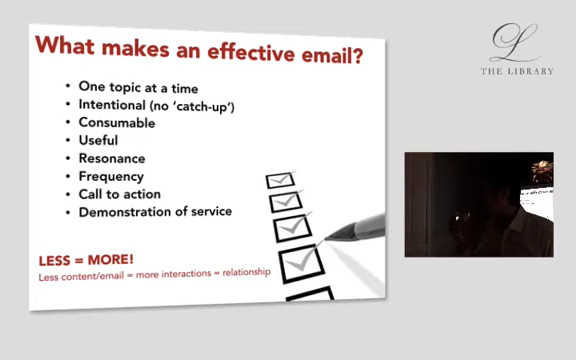 What makes an effective email?
• One topic at a time
• Intentional (no ‘catch-up’)
• Consumable
• Useful
• Resonance
• Frequency
• Call to action
• Demonstration of service
LESS = MORE!
Less content/email = more interactions = relationship
L
THE LIBRARY